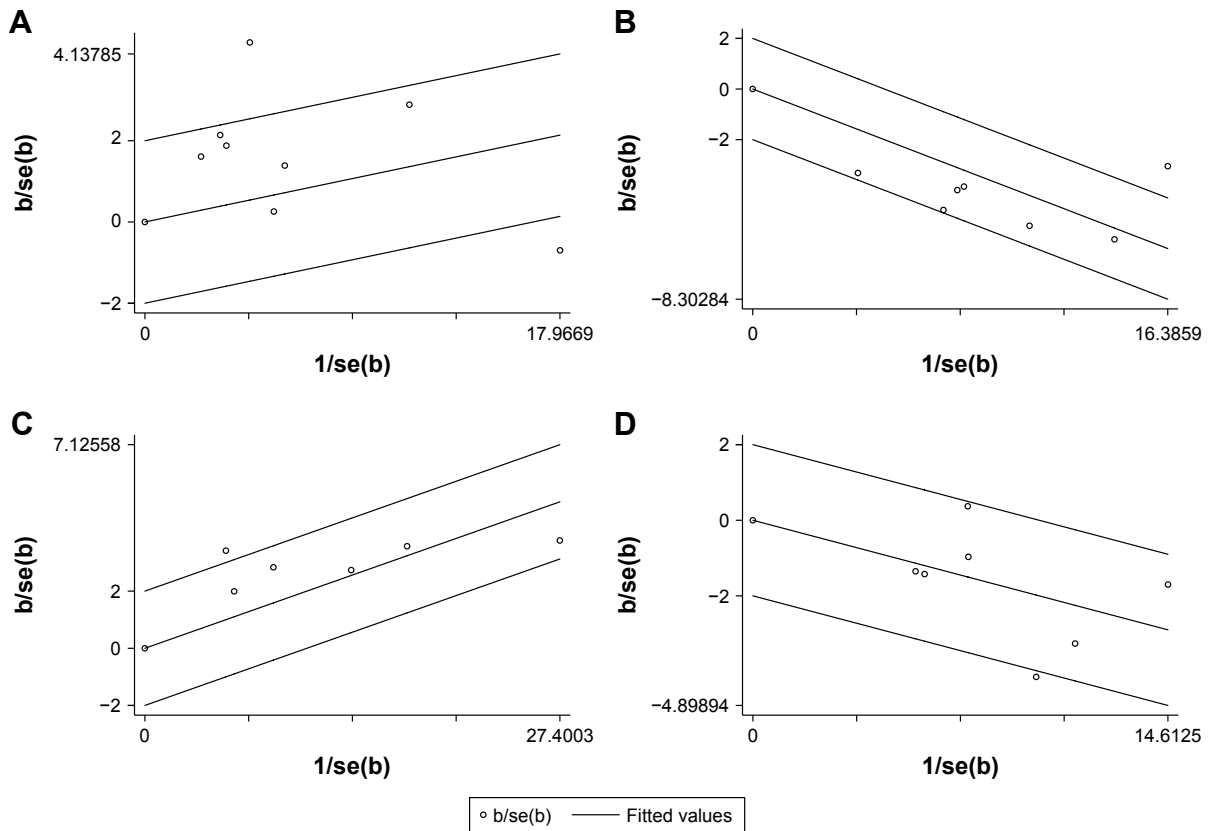 A
4.13785
2
0
−2
b/se(b)
0
17.9669
1/se(b)
B
2
0
−2
−8.30284
b/se(b)
0
16.3859
1/se(b)
C
7.12558
2
0
−2
b/se(b)
0
27.4003
1/se(b)
D
2
0
−2
−4.89894
b/se(b)
0
14.6125
1/se(b)
b/se(b) Fitted values